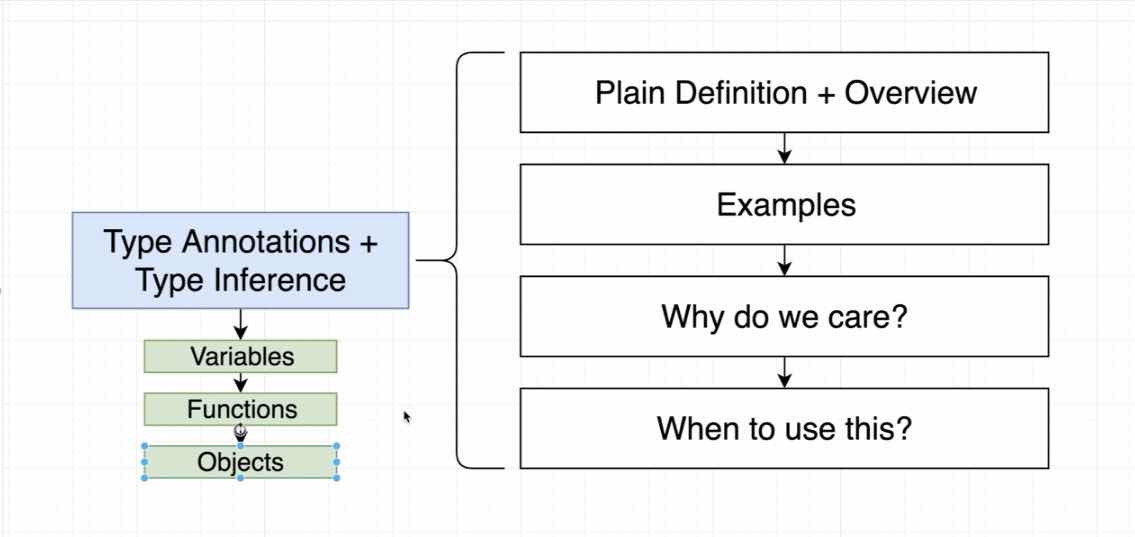 Type Annotations +
Type Inference
Variables
Functions
Objects
Plain Definition + Overview
Examples
Why do we care?
When to use this?